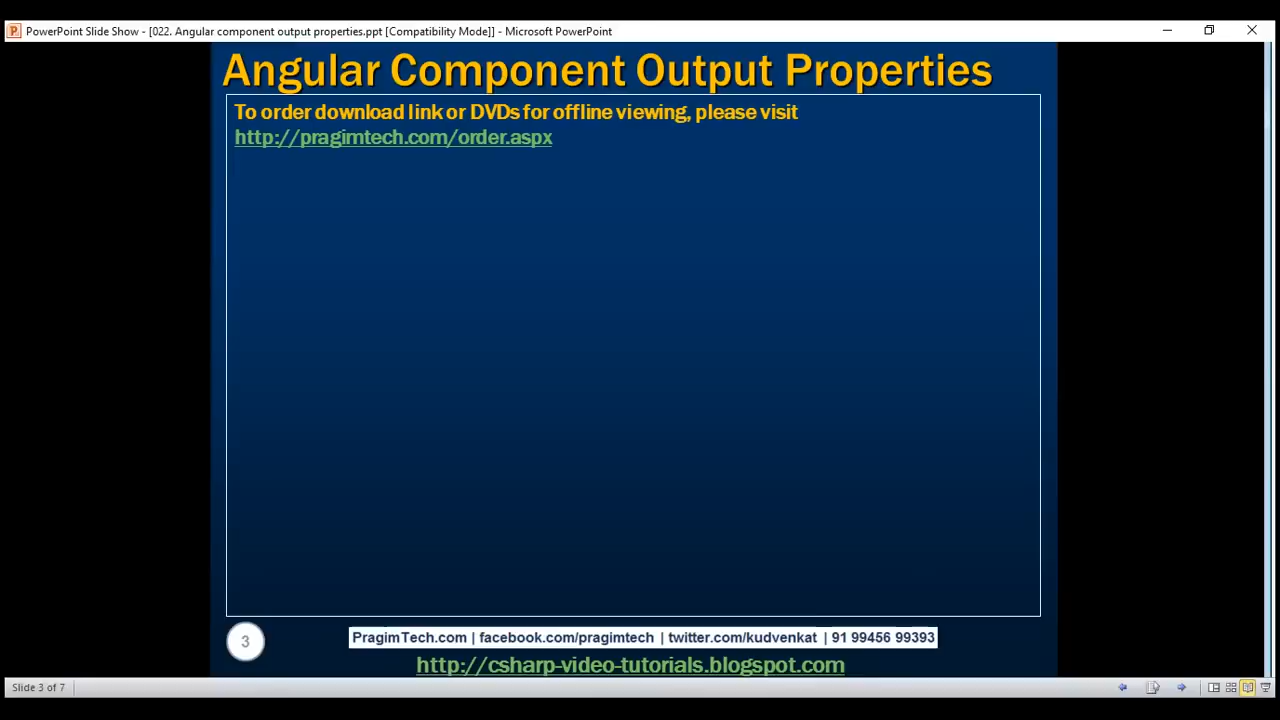 PowerPoint Slide Show - [022. Angular component output properties.ppt [Compatibility Mode]] - Microsoft PowerPoint
Angular Component Output Properties
To order download link or DVDs for offline viewing, please visit
http://pragimtech.com/order.aspx
3
PragimTech.com | facebook.com/pragimtech | twitter.com/kudvenkat | 91 99456 99393
http://csharp-video-tutorials.blogspot.com
Slide 3 of 7